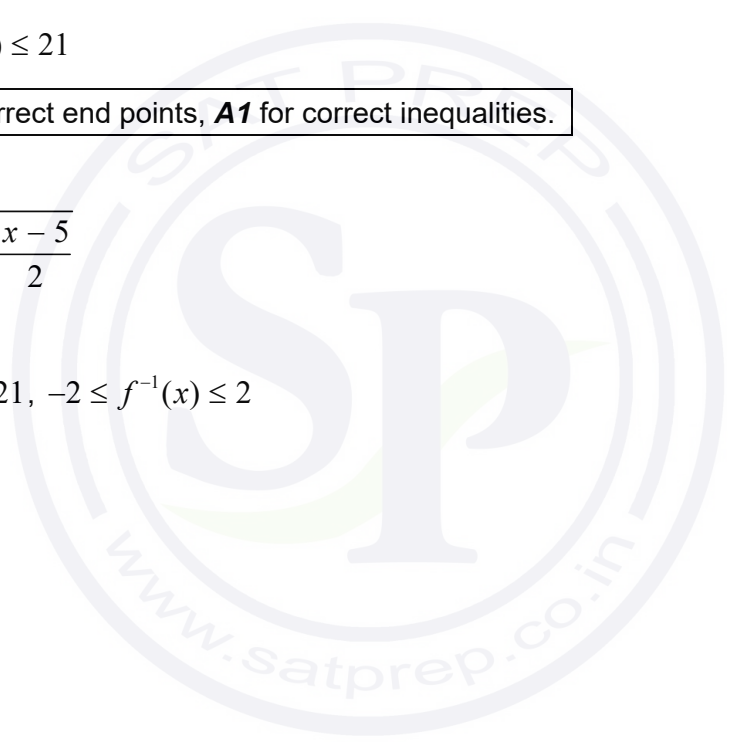 ) ≤ 21
rrect end points, A1 for correct inequalities.
x – 5
2
21, –2 ≤ f⁻¹(x) ≤ 2
SAT PREP
SP
www.satprep.co.in